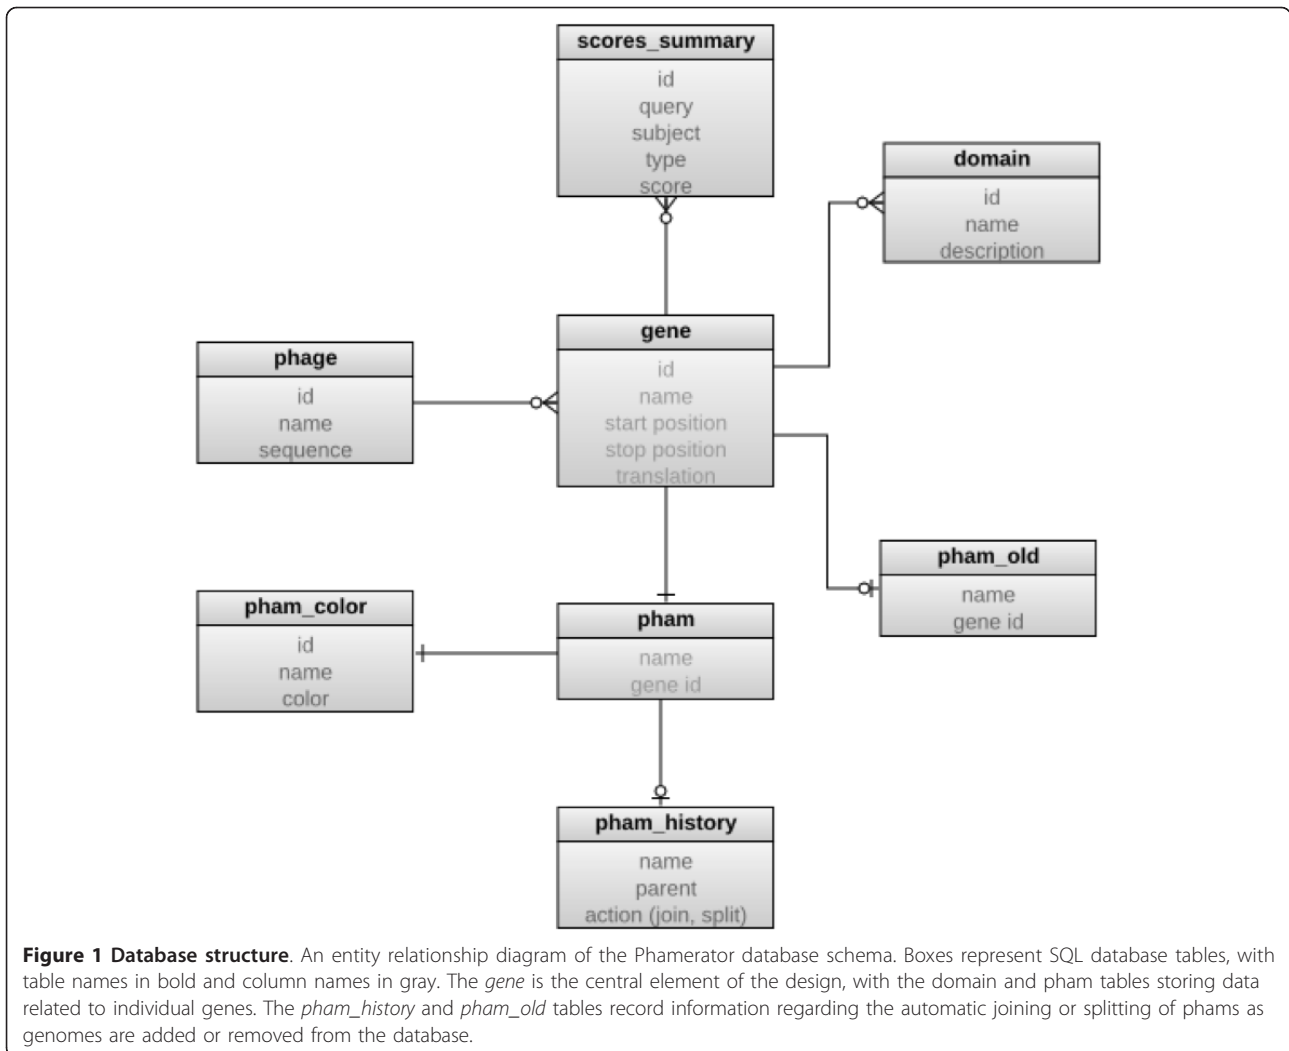 scores_summary
id
query
subject
type
score
domain
id
name
description
gene
id
name
start position
stop position
translation
phage
id
name
sequence
pham_old
name
gene id
pham_color
id
name
color
pham
name
gene id
pham_history
name
parent
action (join, split)
Figure 1 Database structure. An entity relationship diagram of the Phamerator database schema. Boxes represent SQL database tables, with
table names in bold and column names in gray. The gene is the central element of the design, with the domain and pham tables storing data
related to individual genes. The pham_history and pham_old tables record information regarding the automatic joining or splitting of phams as
genomes are added or removed from the database.